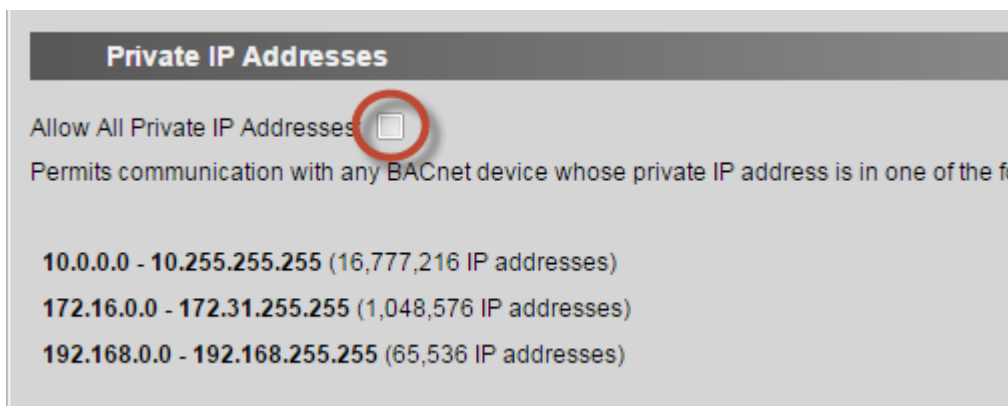 Private IP Addresses
Allow All Private IP Addresses:
Permits communication with any BACnet device whose private IP address is in one of the
10.0.0.0 - 10.255.255.255 (16,777,216 IP addresses)
172.16.0.0 - 172.31.255.255 (1,048,576 IP addresses)
192.168.0.0 - 192.168.255.255 (65,536 IP addresses)